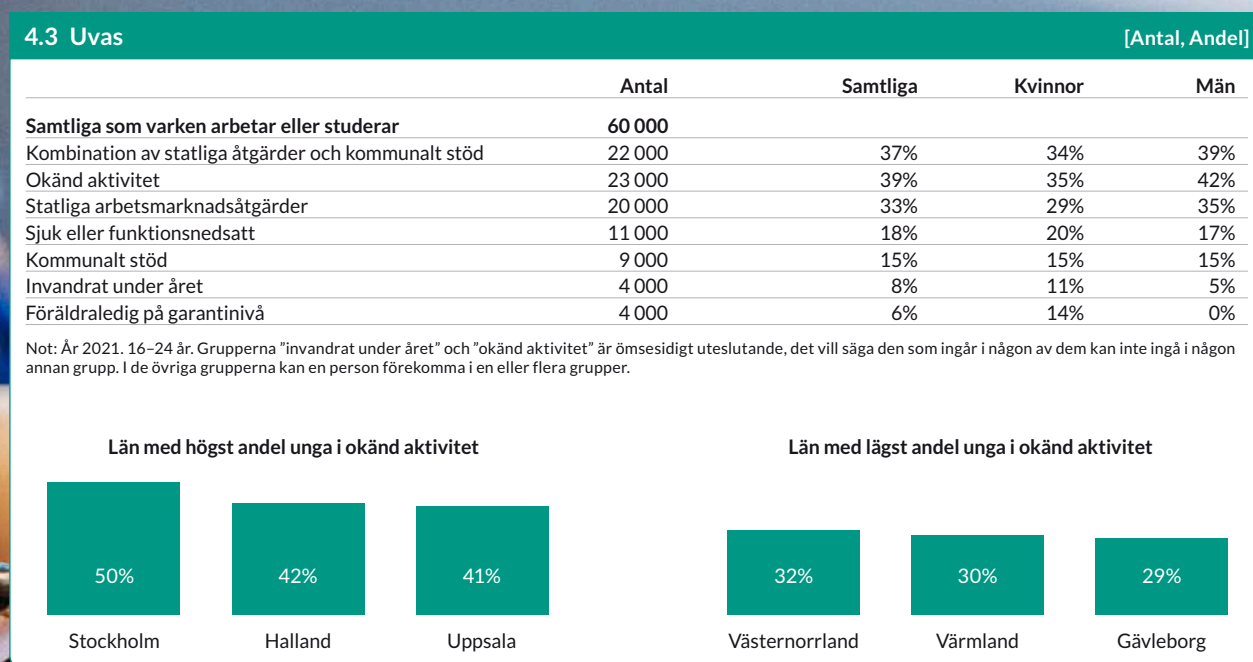 4.3 Uvas [Antal, Andel]
Antal Samtliga Kvinnor Män
Samtliga som varken arbetar eller studerar 60 000
Kombination av statliga åtgärder och kommunalt stöd 22 000 37% 34% 39%
Okänd aktivitet 23 000 39% 35% 42%
Statliga arbetsmarknadsåtgärder 20 000 33% 29% 35%
Sjuk eller funktionsnedsatt 11 000 18% 20% 17%
Kommunalt stöd 9 000 15% 15% 15%
Invandrat under året 4 000 8% 11% 5%
Föräldraledig på garantinivå 4 000 6% 14% 0%
Not: År 2021. 16–24 år. Grupperna ”invandrat under året” och ”okänd aktivitet” är ömsesidigt uteslutande, det vill säga den som ingår i någon av dem kan inte ingå i någon
annan grupp. I de övriga grupperna kan en person förekomma i en eller flera grupper.
Län med högst andel unga i okänd aktivitet
50% 42% 41%
Stockholm Halland Uppsala
Län med lägst andel unga i okänd aktivitet
32% 30% 29%
Västernorrland Värmland Gävleborg